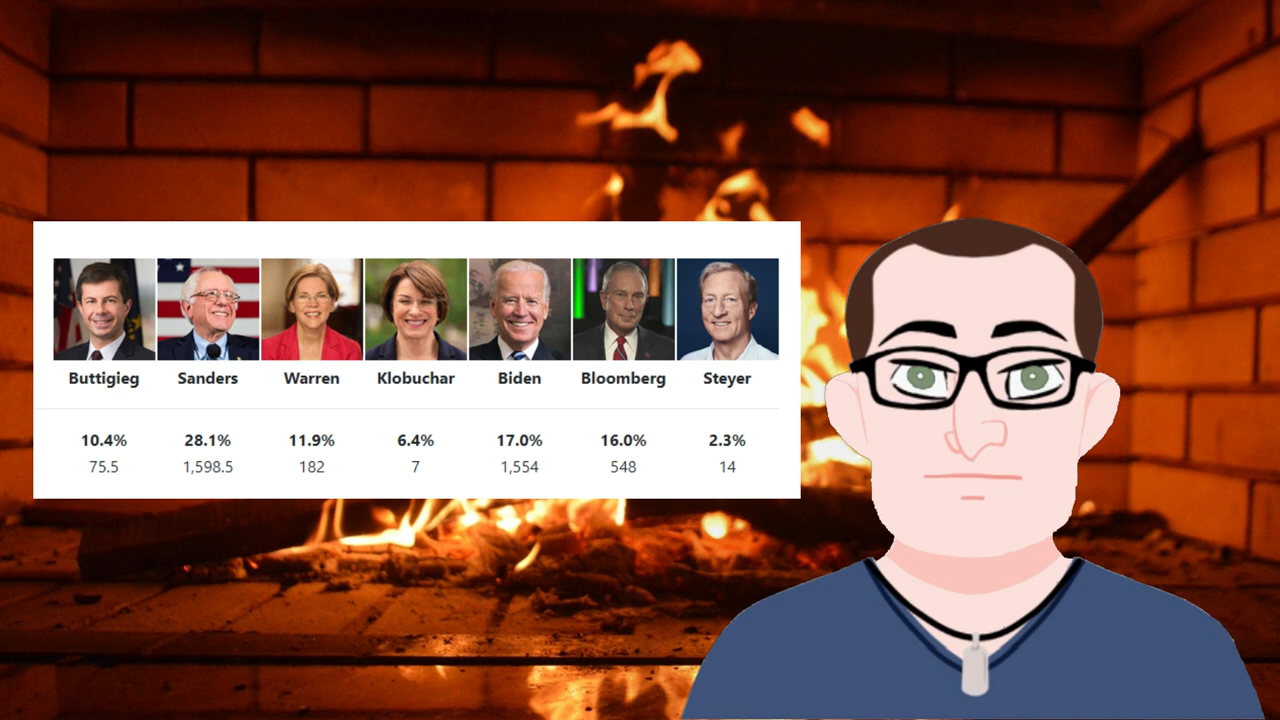 Buttigieg Sanders Warren Klobuchar Biden Bloomberg Steyer
10.4% 28.1% 11.9% 6.4% 17.0% 16.0% 2.3%
75.5 1,598.5 182 7 1,554 548 14